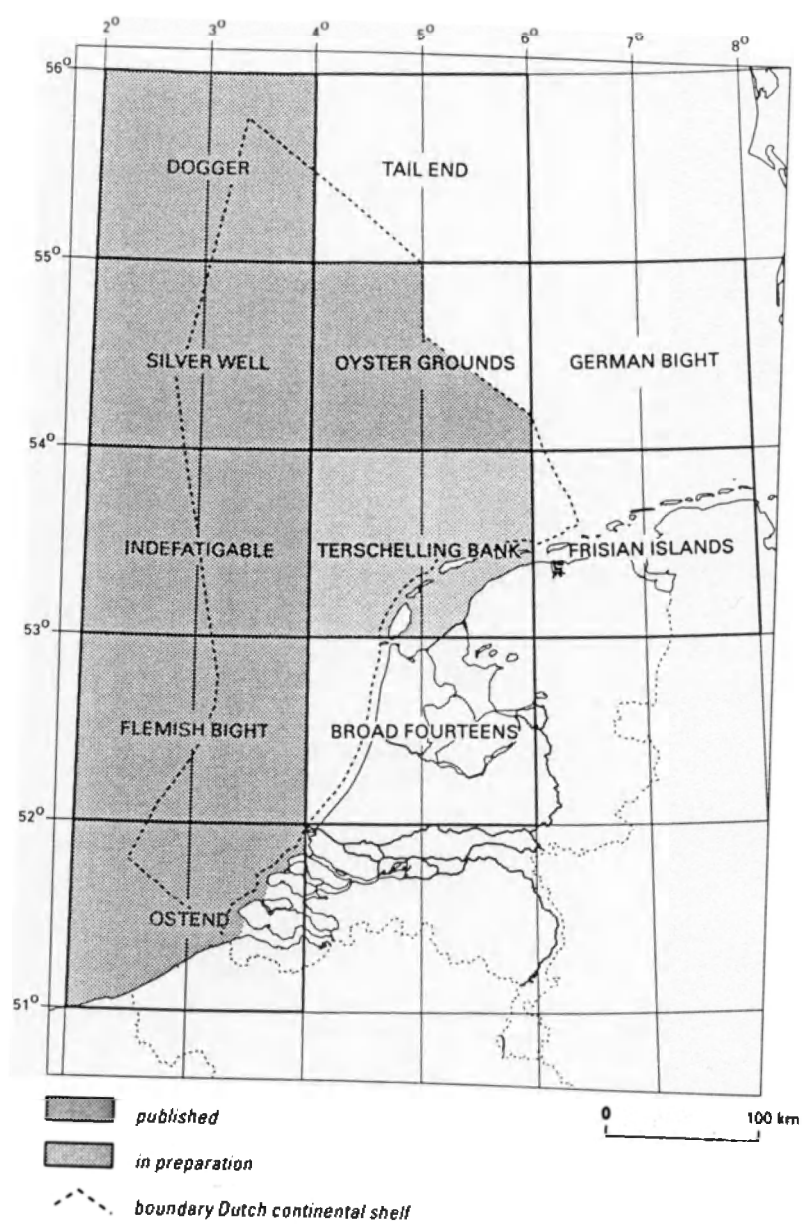 2° 3° 4° 5° 6° 7° 8°
56°
DOGGER TAIL END
55°
SILVER WELL OYSTER GROUNDS GERMAN BIGHT
54°
INDEFATIGABLE TERSCHELLING BANK FRISIAN ISLANDS
53°
FLEMISH BIGHT BROAD FOURTEENS
52°
OSTEND
51°
published
0 100 km
in preparation
boundary Dutch continental shelf